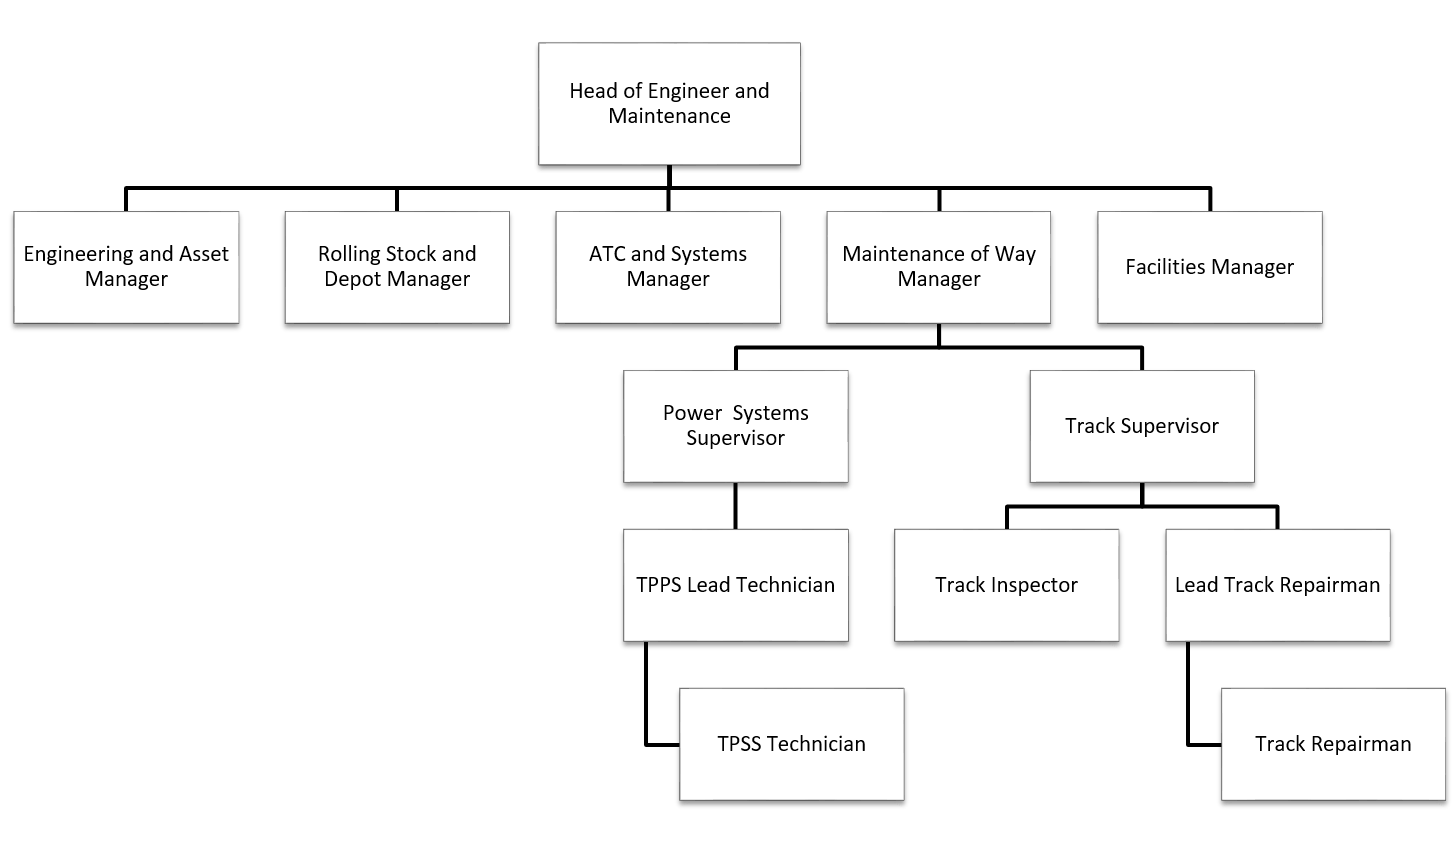 Head of Engineer and
Maintenance
Engineering and Asset
Manager
Rolling Stock and
Depot Manager
ATC and Systems
Manager
Maintenance of Way
Manager
Facilities Manager
Power  Systems
Supervisor
Track Supervisor
TPPS Lead Technician
Track Inspector
Lead Track Repairman
TPSS Technician
Track Repairman